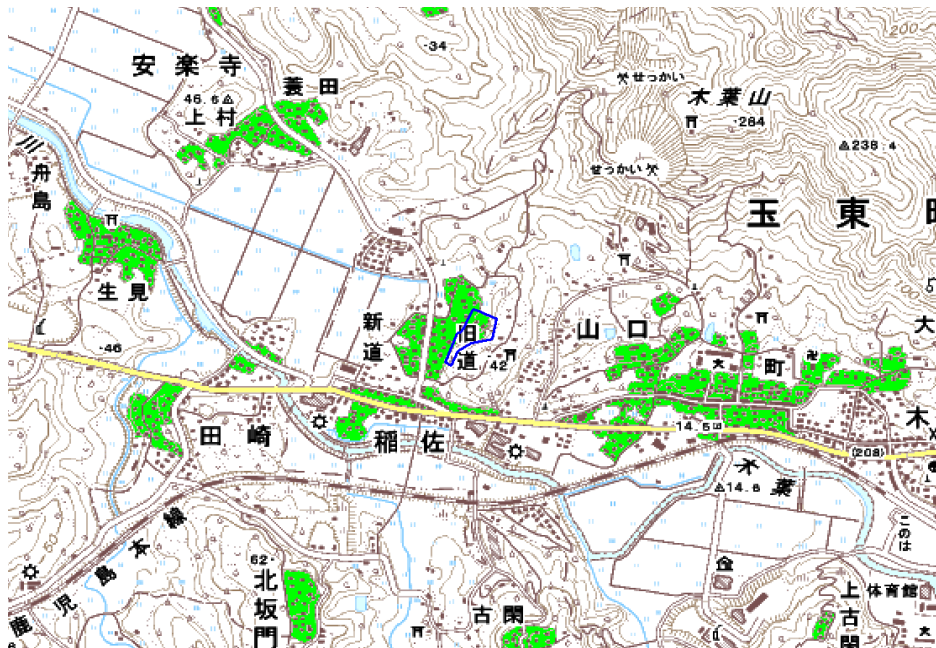 200
・34
安楽寺
せっかい
蓑田
46.6
上村
木葉山
・284
238.4
川
舟島
せっかい
玉東町
生見
新道
旧道
山口
大
・46
・42
町
田崎
稲佐
14.5
木
(208)
木葉
14.6
鹿児島本線
このは
62・
北坂門
古閑
上古閑
体育館